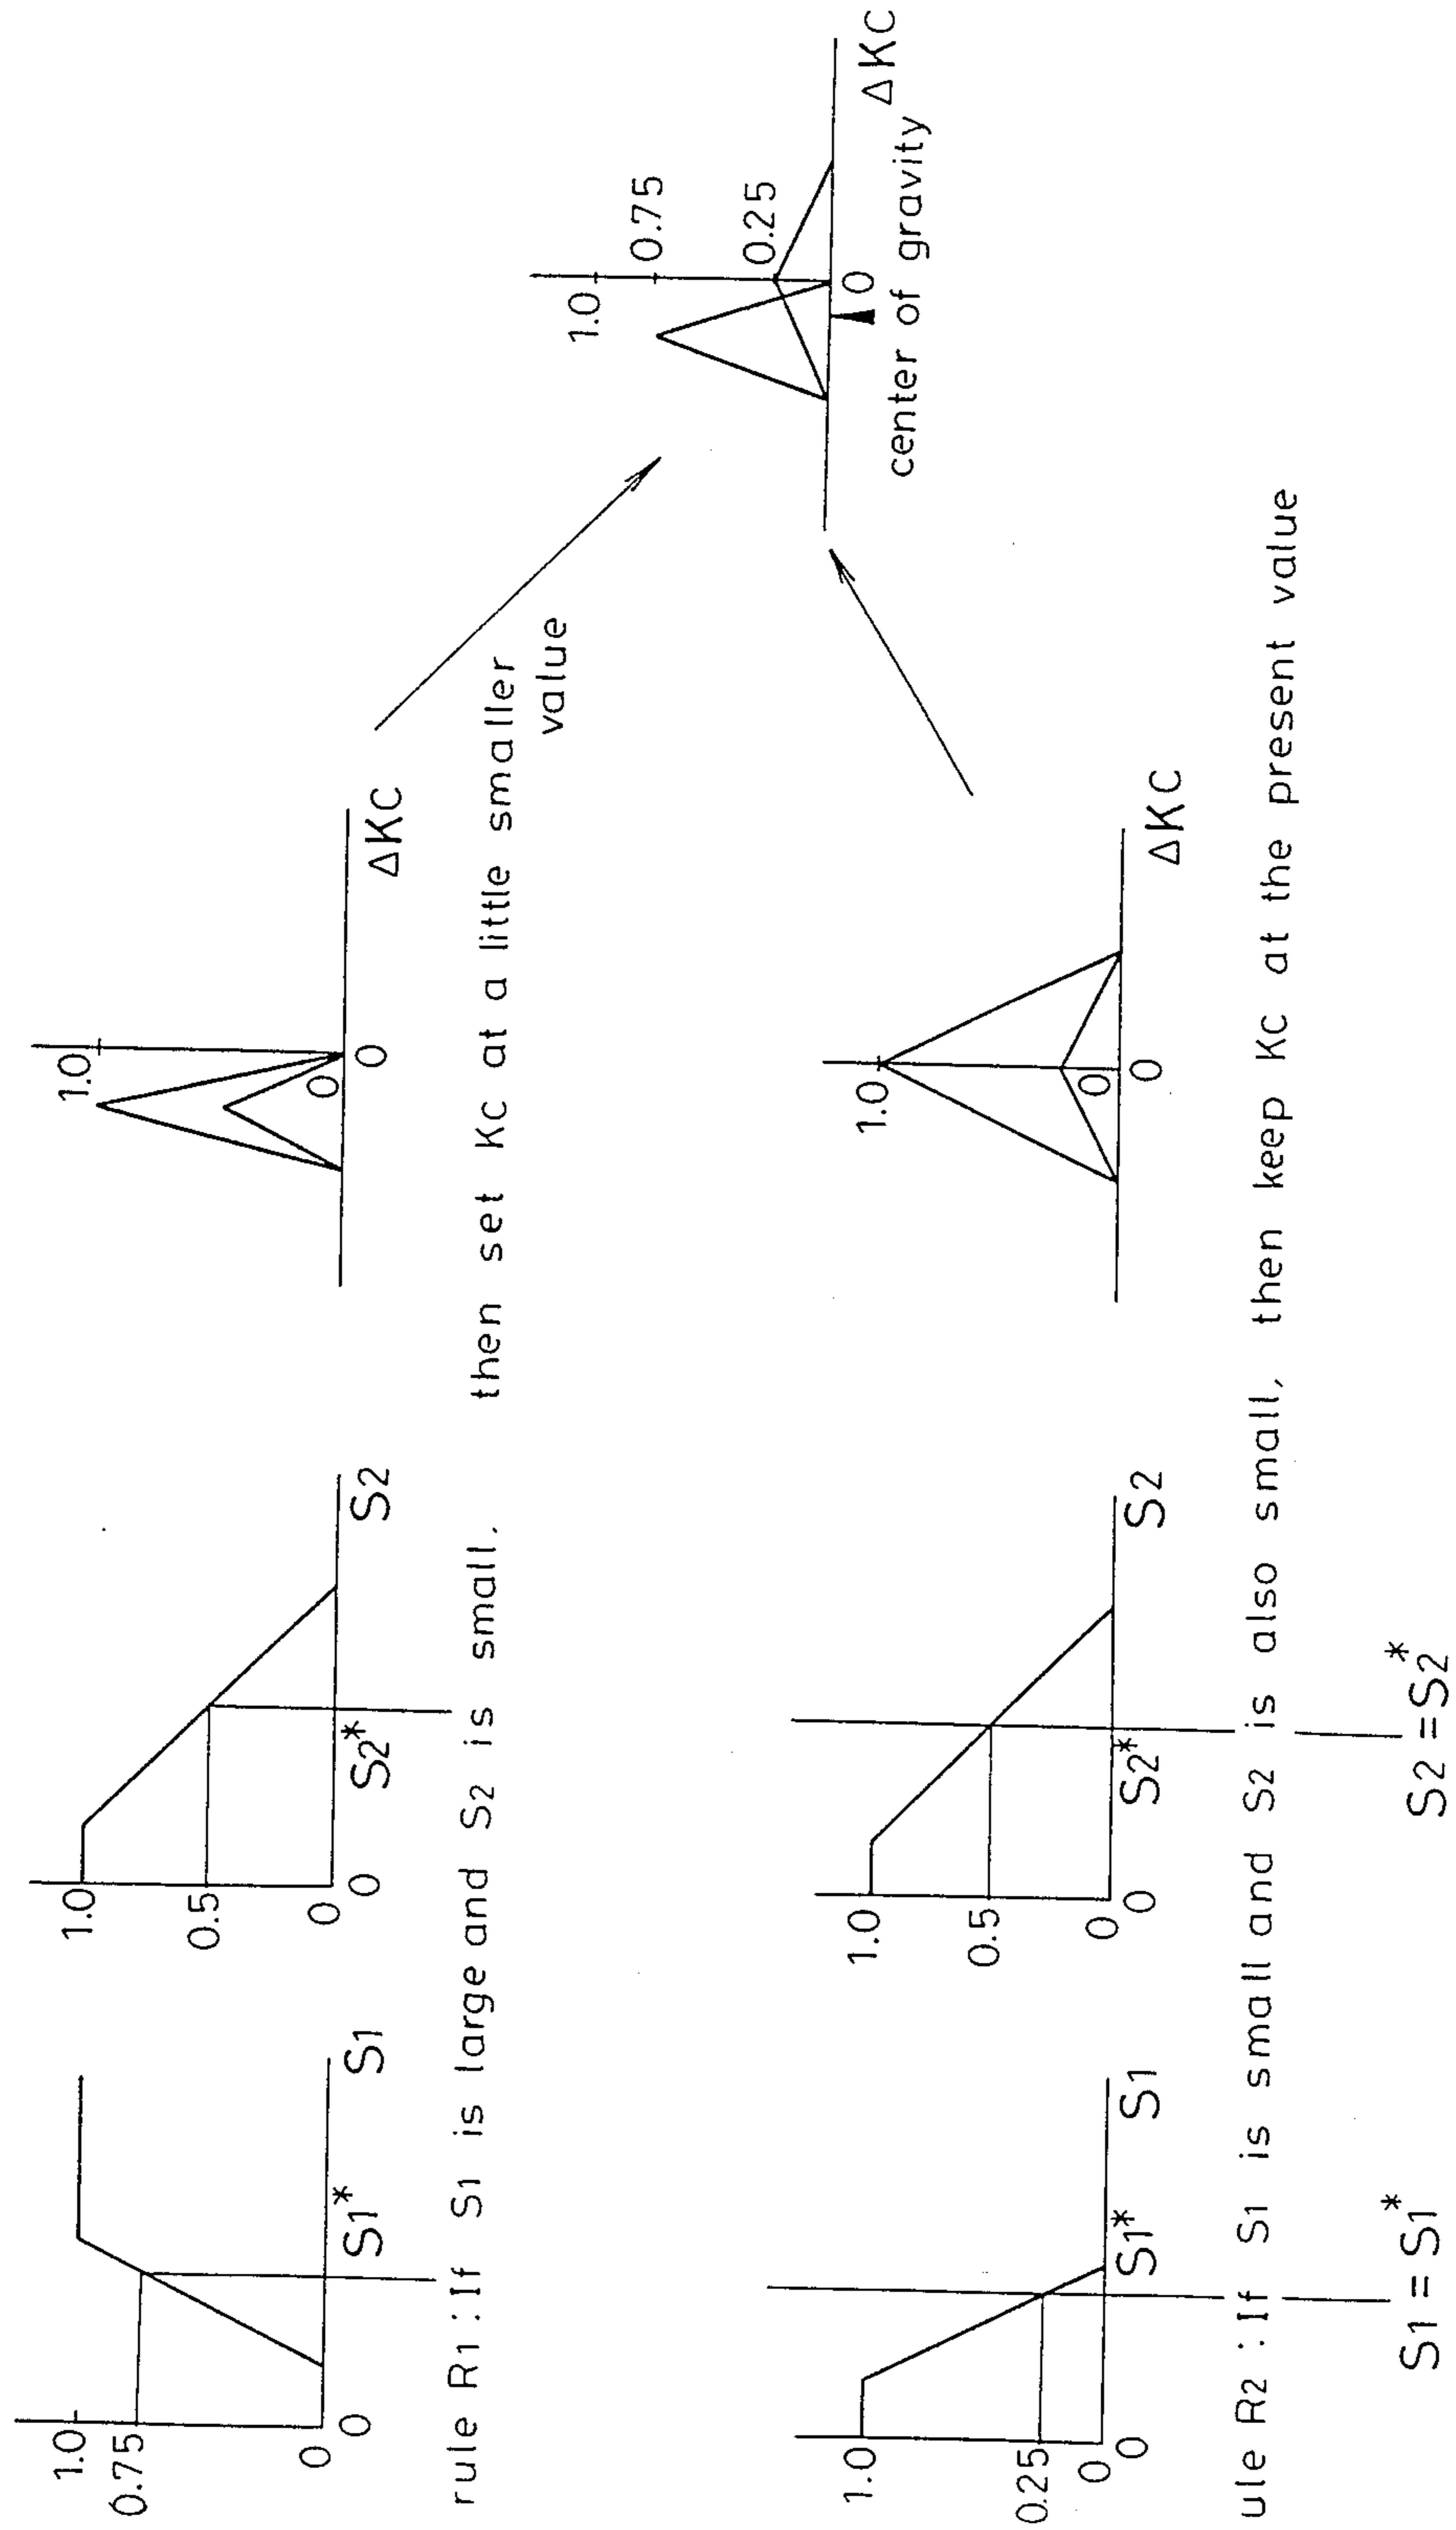 1.0
0.75
0
0
S1*
S1
1.0
0.5
0
0
S2*
S2
1.0
0
0
ΔKC
rule R1 : If S1 is large and S2 is small, then set KC at a little smaller
value
1.0
0.75
0.25
0
ΔKC
center of gravity
1.0
0.25
0
0
S1*
S1
1.0
0.5
0
0
S2*
S2
1.0
0
0
ΔKC
ule R2 : If S1 is small and S2 is also small, then keep KC at the present value
S1 = S1*
S2 = S2*